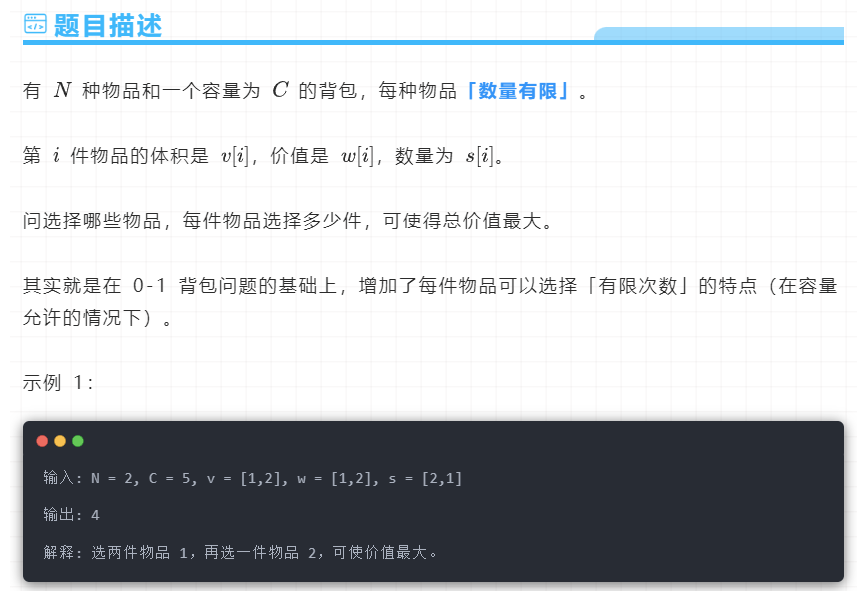 题目描述
有 N 种物品和一个容量为 C 的背包，每种物品「数量有限」。
第 i 件物品的体积是 v[i]，价值是 w[i]，数量为 s[i]。
问选择哪些物品，每件物品选择多少件，可使得总价值最大。
其实就是在 0-1 背包问题的基础上，增加了每件物品可以选择「有限次数」的特点（在容量
允许的情况下）。
示例 1：
输入: N = 2, C = 5, v = [1,2], w = [1,2], s = [2,1]
输出: 4
解释: 选两件物品 1，再选一件物品 2，可使价值最大。